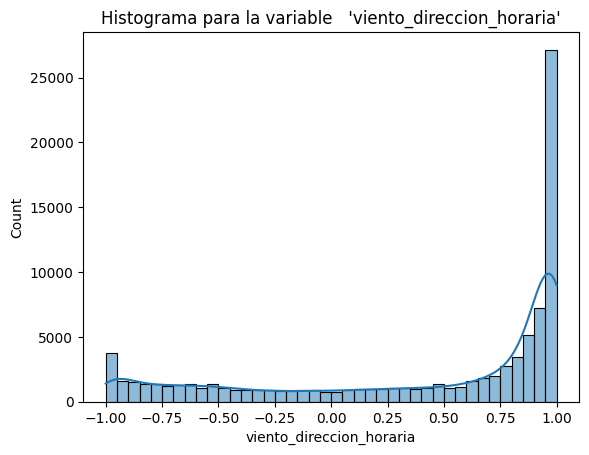 Histograma para la variable   'viento_direccion_horaria'
Count
25000
20000
15000
10000
5000
0
−1.00 −0.75 −0.50 −0.25 0.00 0.25 0.50 0.75 1.00
viento_direccion_horaria